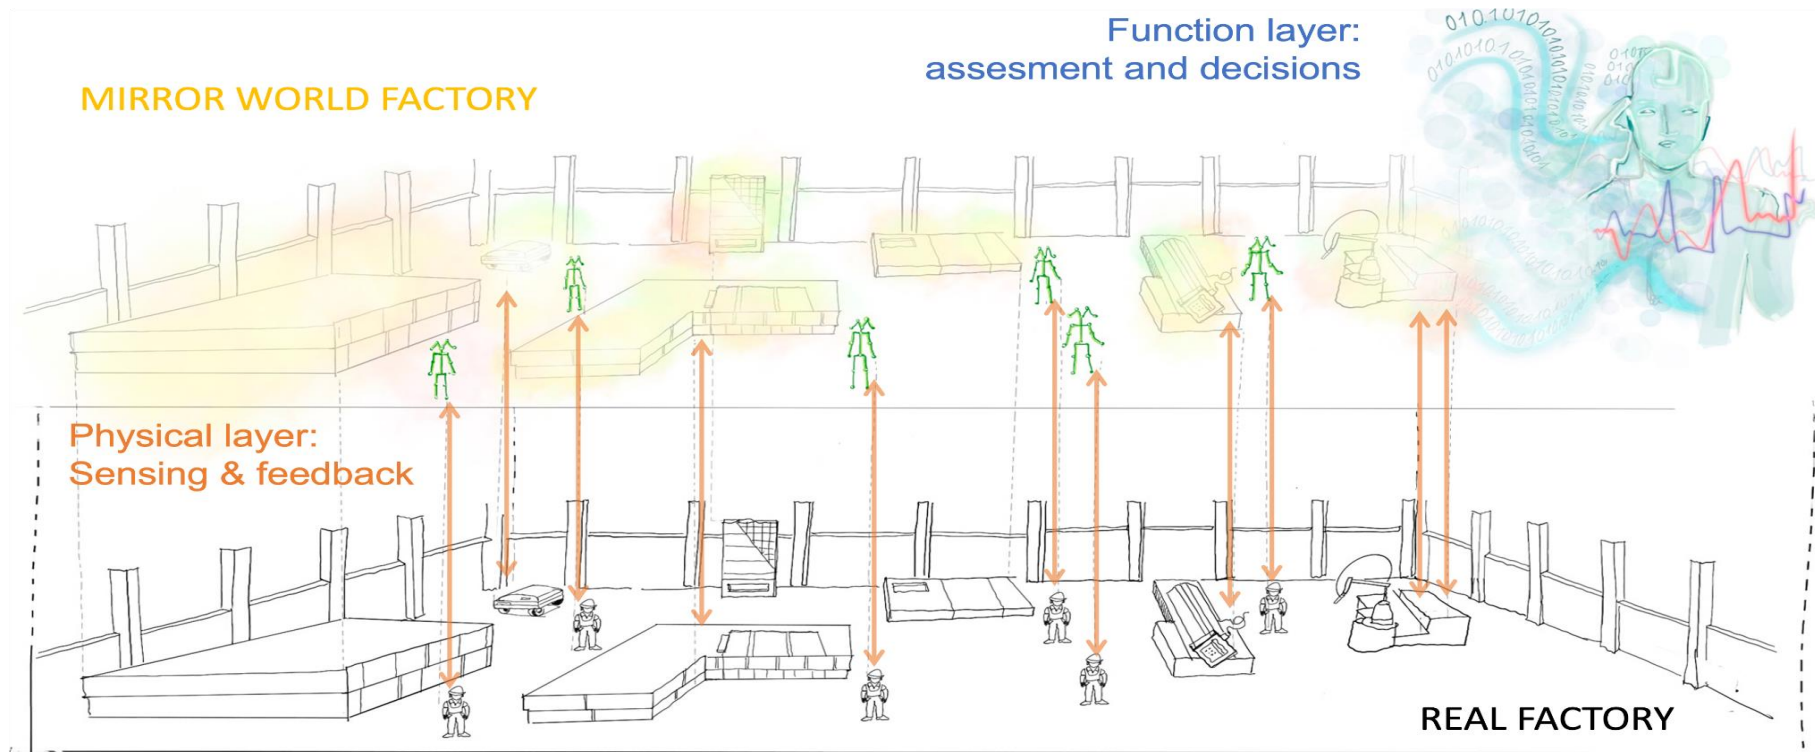 Function layer:
assesment and decisions
MIRROR WORLD FACTORY
Physical layer:
Sensing & feedback
REAL FACTORY